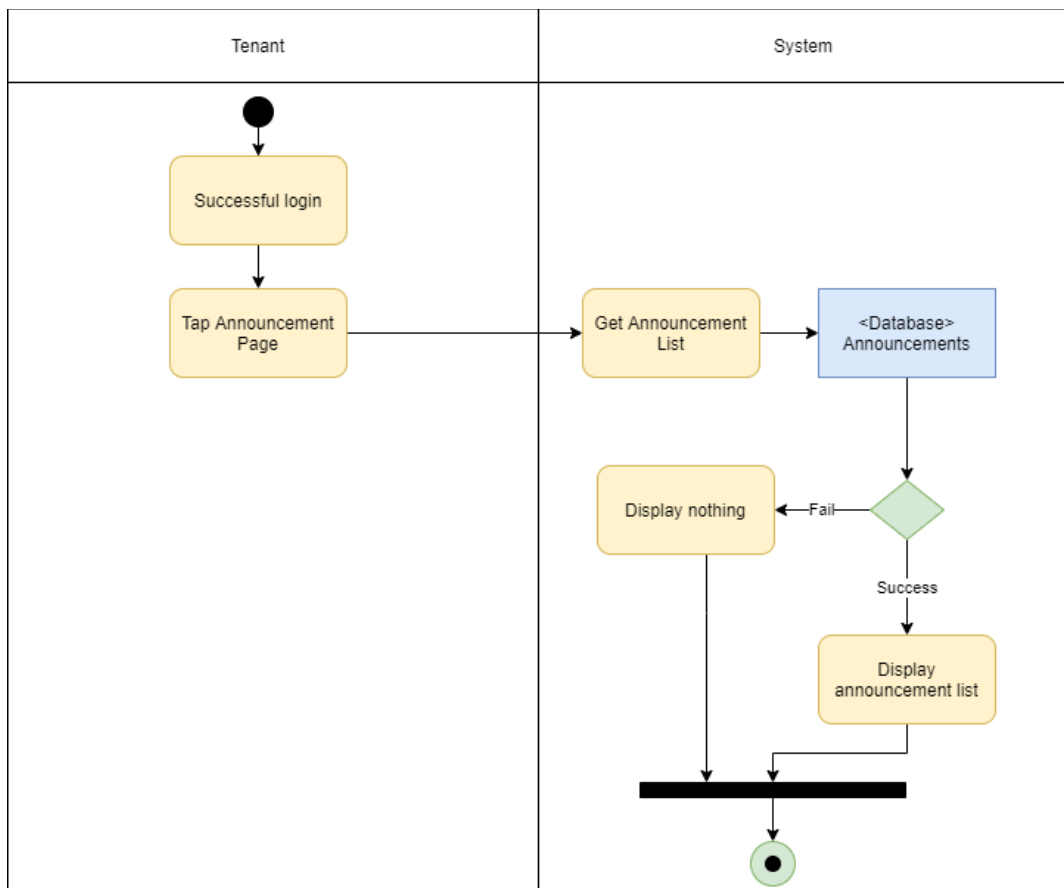 Tenant
System
Successful login
Tap Announcement
Page
Get Announcement
List
<Database>
Announcements
Display nothing
Fail
Success
Display
announcement list